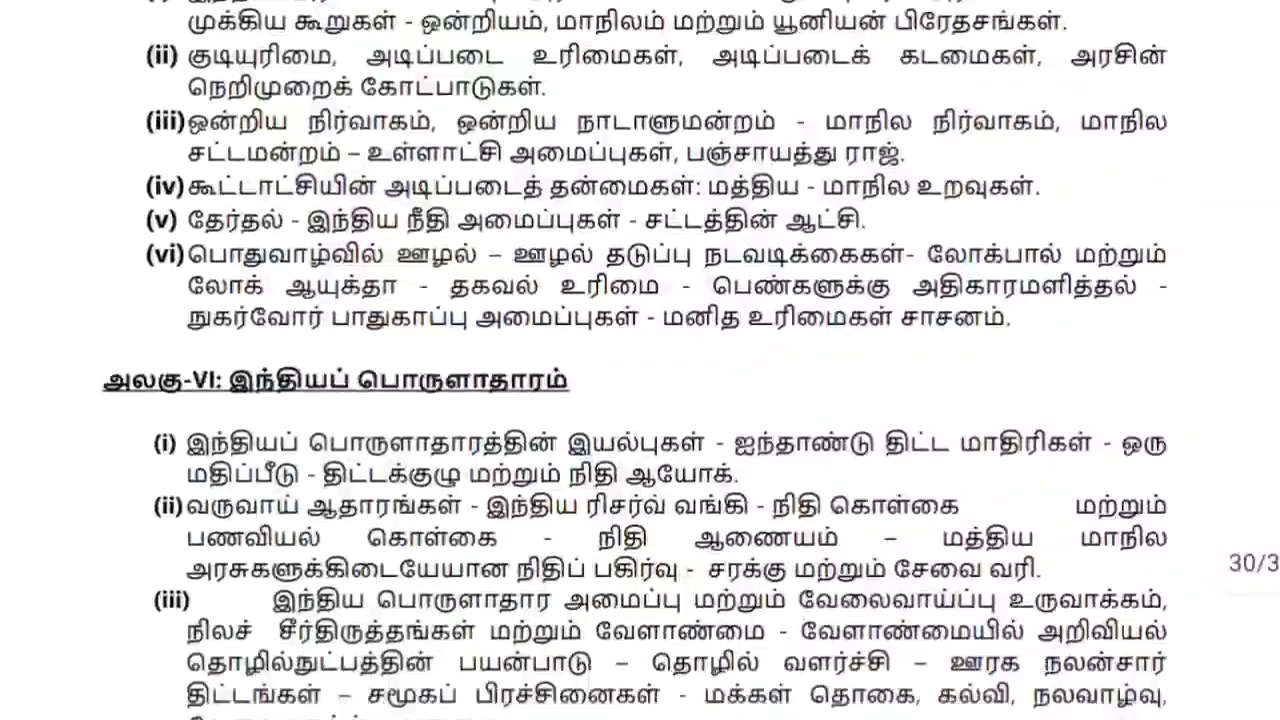 முக்கிய கூறுகள் - ஒன்றியம், மாநிலம் மற்றும் யூனியன் பிரேதசங்கள்.
(ii) குடியுரிமை, அடிப்படை உரிமைகள், அடிப்படைக் கடமைகள், அரசின்
நெறிமுறைக் கோட்பாடுகள்.
(iii) ஒன்றிய நிர்வாகம், ஒன்றிய நாடாளுமன்றம் - மாநில நிர்வாகம், மாநில
சட்டமன்றம் – உள்ளாட்சி அமைப்புகள், பஞ்சாயத்து ராஜ்.
(iv) கூட்டாட்சியின் அடிப்படைத் தன்மைகள்: மத்திய - மாநில உறவுகள்.
(v) தேர்தல் - இந்திய நீதி அமைப்புகள் - சட்டத்தின் ஆட்சி.
(vi) பொதுவாழ்வில் ஊழல் – ஊழல் தடுப்பு நடவடிக்கைகள்- லோக்பால் மற்றும்
லோக் ஆயுக்தா - தகவல் உரிமை - பெண்களுக்கு அதிகாரமளித்தல் -
நுகர்வோர் பாதுகாப்பு அமைப்புகள் - மனித உரிமைகள் சாசனம்.
அலகு-VI: இந்தியப் பொருளாதாரம்
(i) இந்தியப் பொருளாதாரத்தின் இயல்புகள் - ஐந்தாண்டு திட்ட மாதிரிகள் - ஒரு
மதிப்பீடு - திட்டக்குழு மற்றும் நிதி ஆயோக்.
(ii) வருவாய் ஆதாரங்கள் - இந்திய ரிசர்வ் வங்கி - நிதி கொள்கை மற்றும்
பணவியல் கொள்கை - நிதி ஆணையம் – மத்திய மாநில
அரசுகளுக்கிடையேயான நிதிப் பகிர்வு - சரக்கு மற்றும் சேவை வரி.
30/3
(iii) இந்திய பொருளாதார அமைப்பு மற்றும் வேலைவாய்ப்பு உருவாக்கம்,
நிலச் சீர்திருத்தங்கள் மற்றும் வேளாண்மை - வேளாண்மையில் அறிவியல்
தொழில்நுட்பத்தின் பயன்பாடு – தொழில் வளர்ச்சி – ஊரக நலன்சார்
திட்டங்கள் – சமூகப் பிரச்சினைகள் - மக்கள் தொகை, கல்வி, நலவாழ்வு,